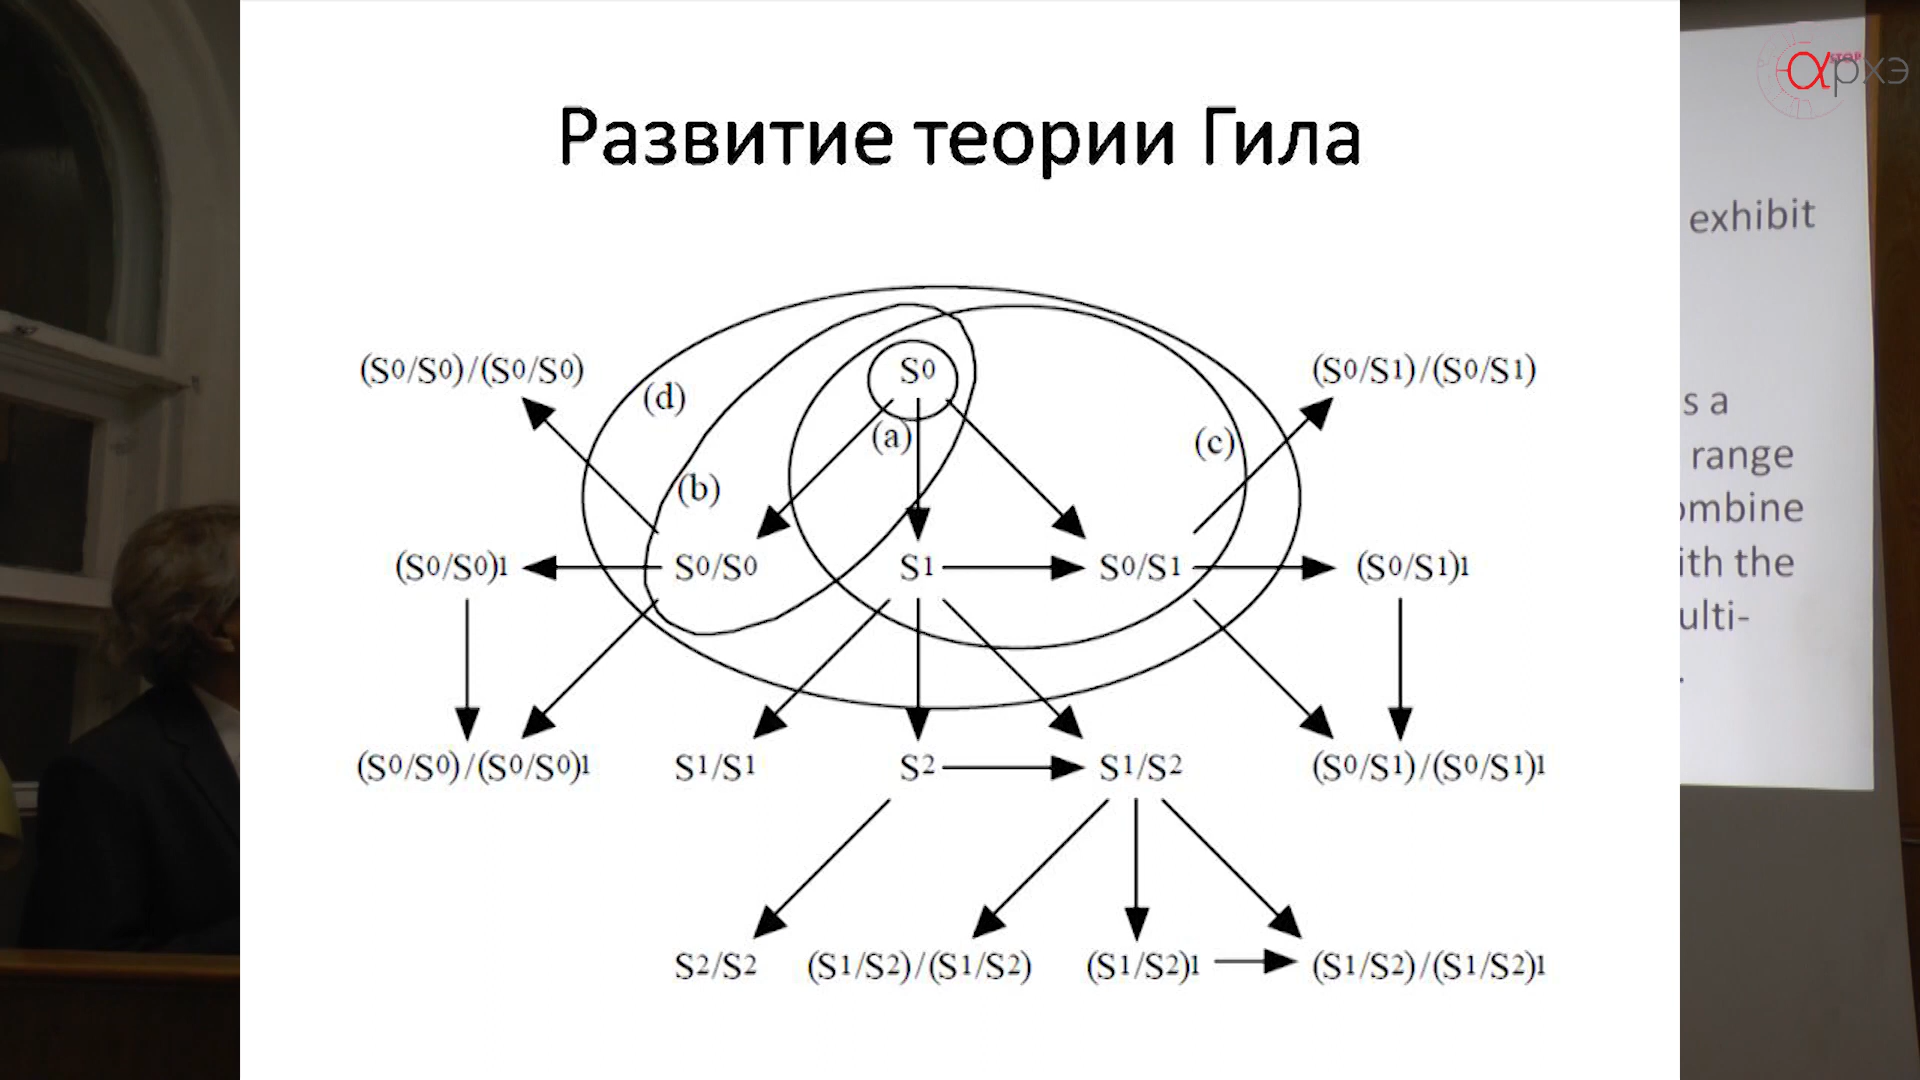 Развитие теории Гила
αρхэ
exhibit
(S0/S0)/(S0/S0)
(d)
S0
(S0/S1)/(S0/S1)
s a
(a)
(c)
range
(b)
ombine
(S0/S0)1
S0/S0
S1
S0/S1
(S0/S1)1
ith the
ulti-
(S0/S0)/(S0/S0)1
S1/S1
S2
S1/S2
(S0/S1)/(S0/S1)1
S2/S2
(S1/S2)/(S1/S2)
(S1/S2)1
(S1/S2)/(S1/S2)1